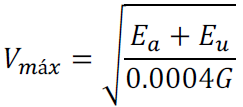 V_máx = √((E_a + E_u) / (0.0004G))